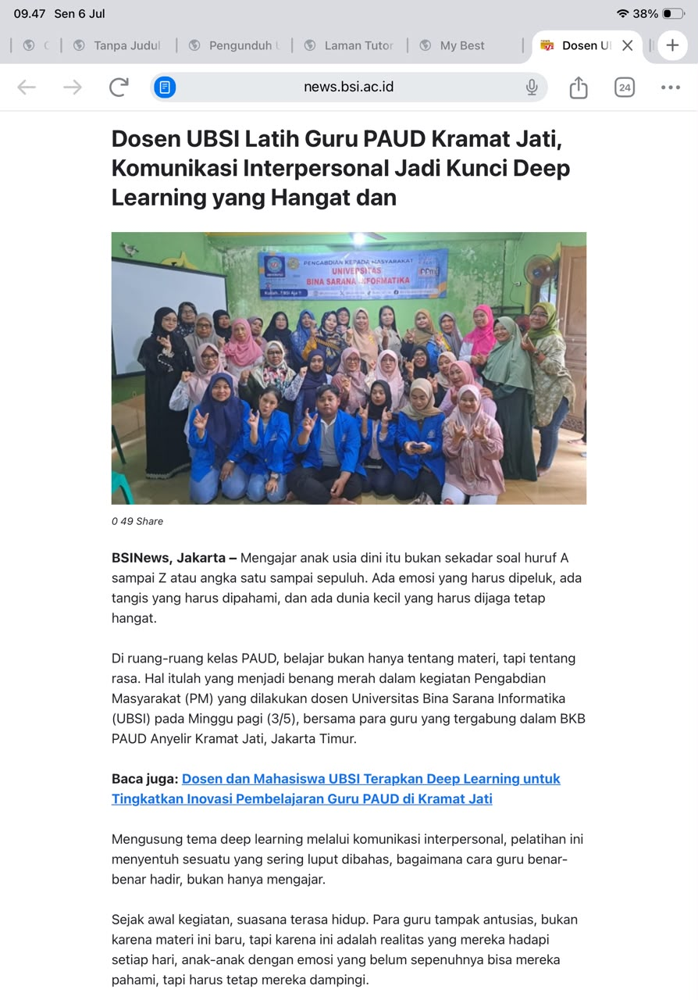 09.47 Sen 6 Jul
38%
Tanpa Judul
Pengunduh
Laman Tutor
My Best
Dosen U
news.bsi.ac.id
24
Dosen UBSI Latih Guru PAUD Kramat Jati,
Komunikasi Interpersonal Jadi Kunci Deep
Learning yang Hangat dan
PENGABDIAN KEPADA MASYARAKAT
UNIVERSITAS
BINA SARANA INFORMATIKA
Kuliah..? BSI Aja !!
0 49 Share
BSINews, Jakarta – Mengajar anak usia dini itu bukan sekadar soal huruf A
sampai Z atau angka satu sampai sepuluh. Ada emosi yang harus dipeluk, ada
tangis yang harus dipahami, dan ada dunia kecil yang harus dijaga tetap
hangat.
Di ruang-ruang kelas PAUD, belajar bukan hanya tentang materi, tapi tentang
rasa. Hal itulah yang menjadi benang merah dalam kegiatan Pengabdian
Masyarakat (PM) yang dilakukan dosen Universitas Bina Sarana Informatika
(UBSI) pada Minggu pagi (3/5), bersama para guru yang tergabung dalam BKB
PAUD Anyelir Kramat Jati, Jakarta Timur.
Baca juga: Dosen dan Mahasiswa UBSI Terapkan Deep Learning untuk
Tingkatkan Inovasi Pembelajaran Guru PAUD di Kramat Jati
Mengusung tema deep learning melalui komunikasi interpersonal, pelatihan ini
menyentuh sesuatu yang sering luput dibahas, bagaimana cara guru benar-
benar hadir, bukan hanya mengajar.
Sejak awal kegiatan, suasana terasa hidup. Para guru tampak antusias, bukan
karena materi ini baru, tapi karena ini adalah realitas yang mereka hadapi
setiap hari, anak-anak dengan emosi yang belum sepenuhnya bisa mereka
pahami, tapi harus tetap mereka dampingi.